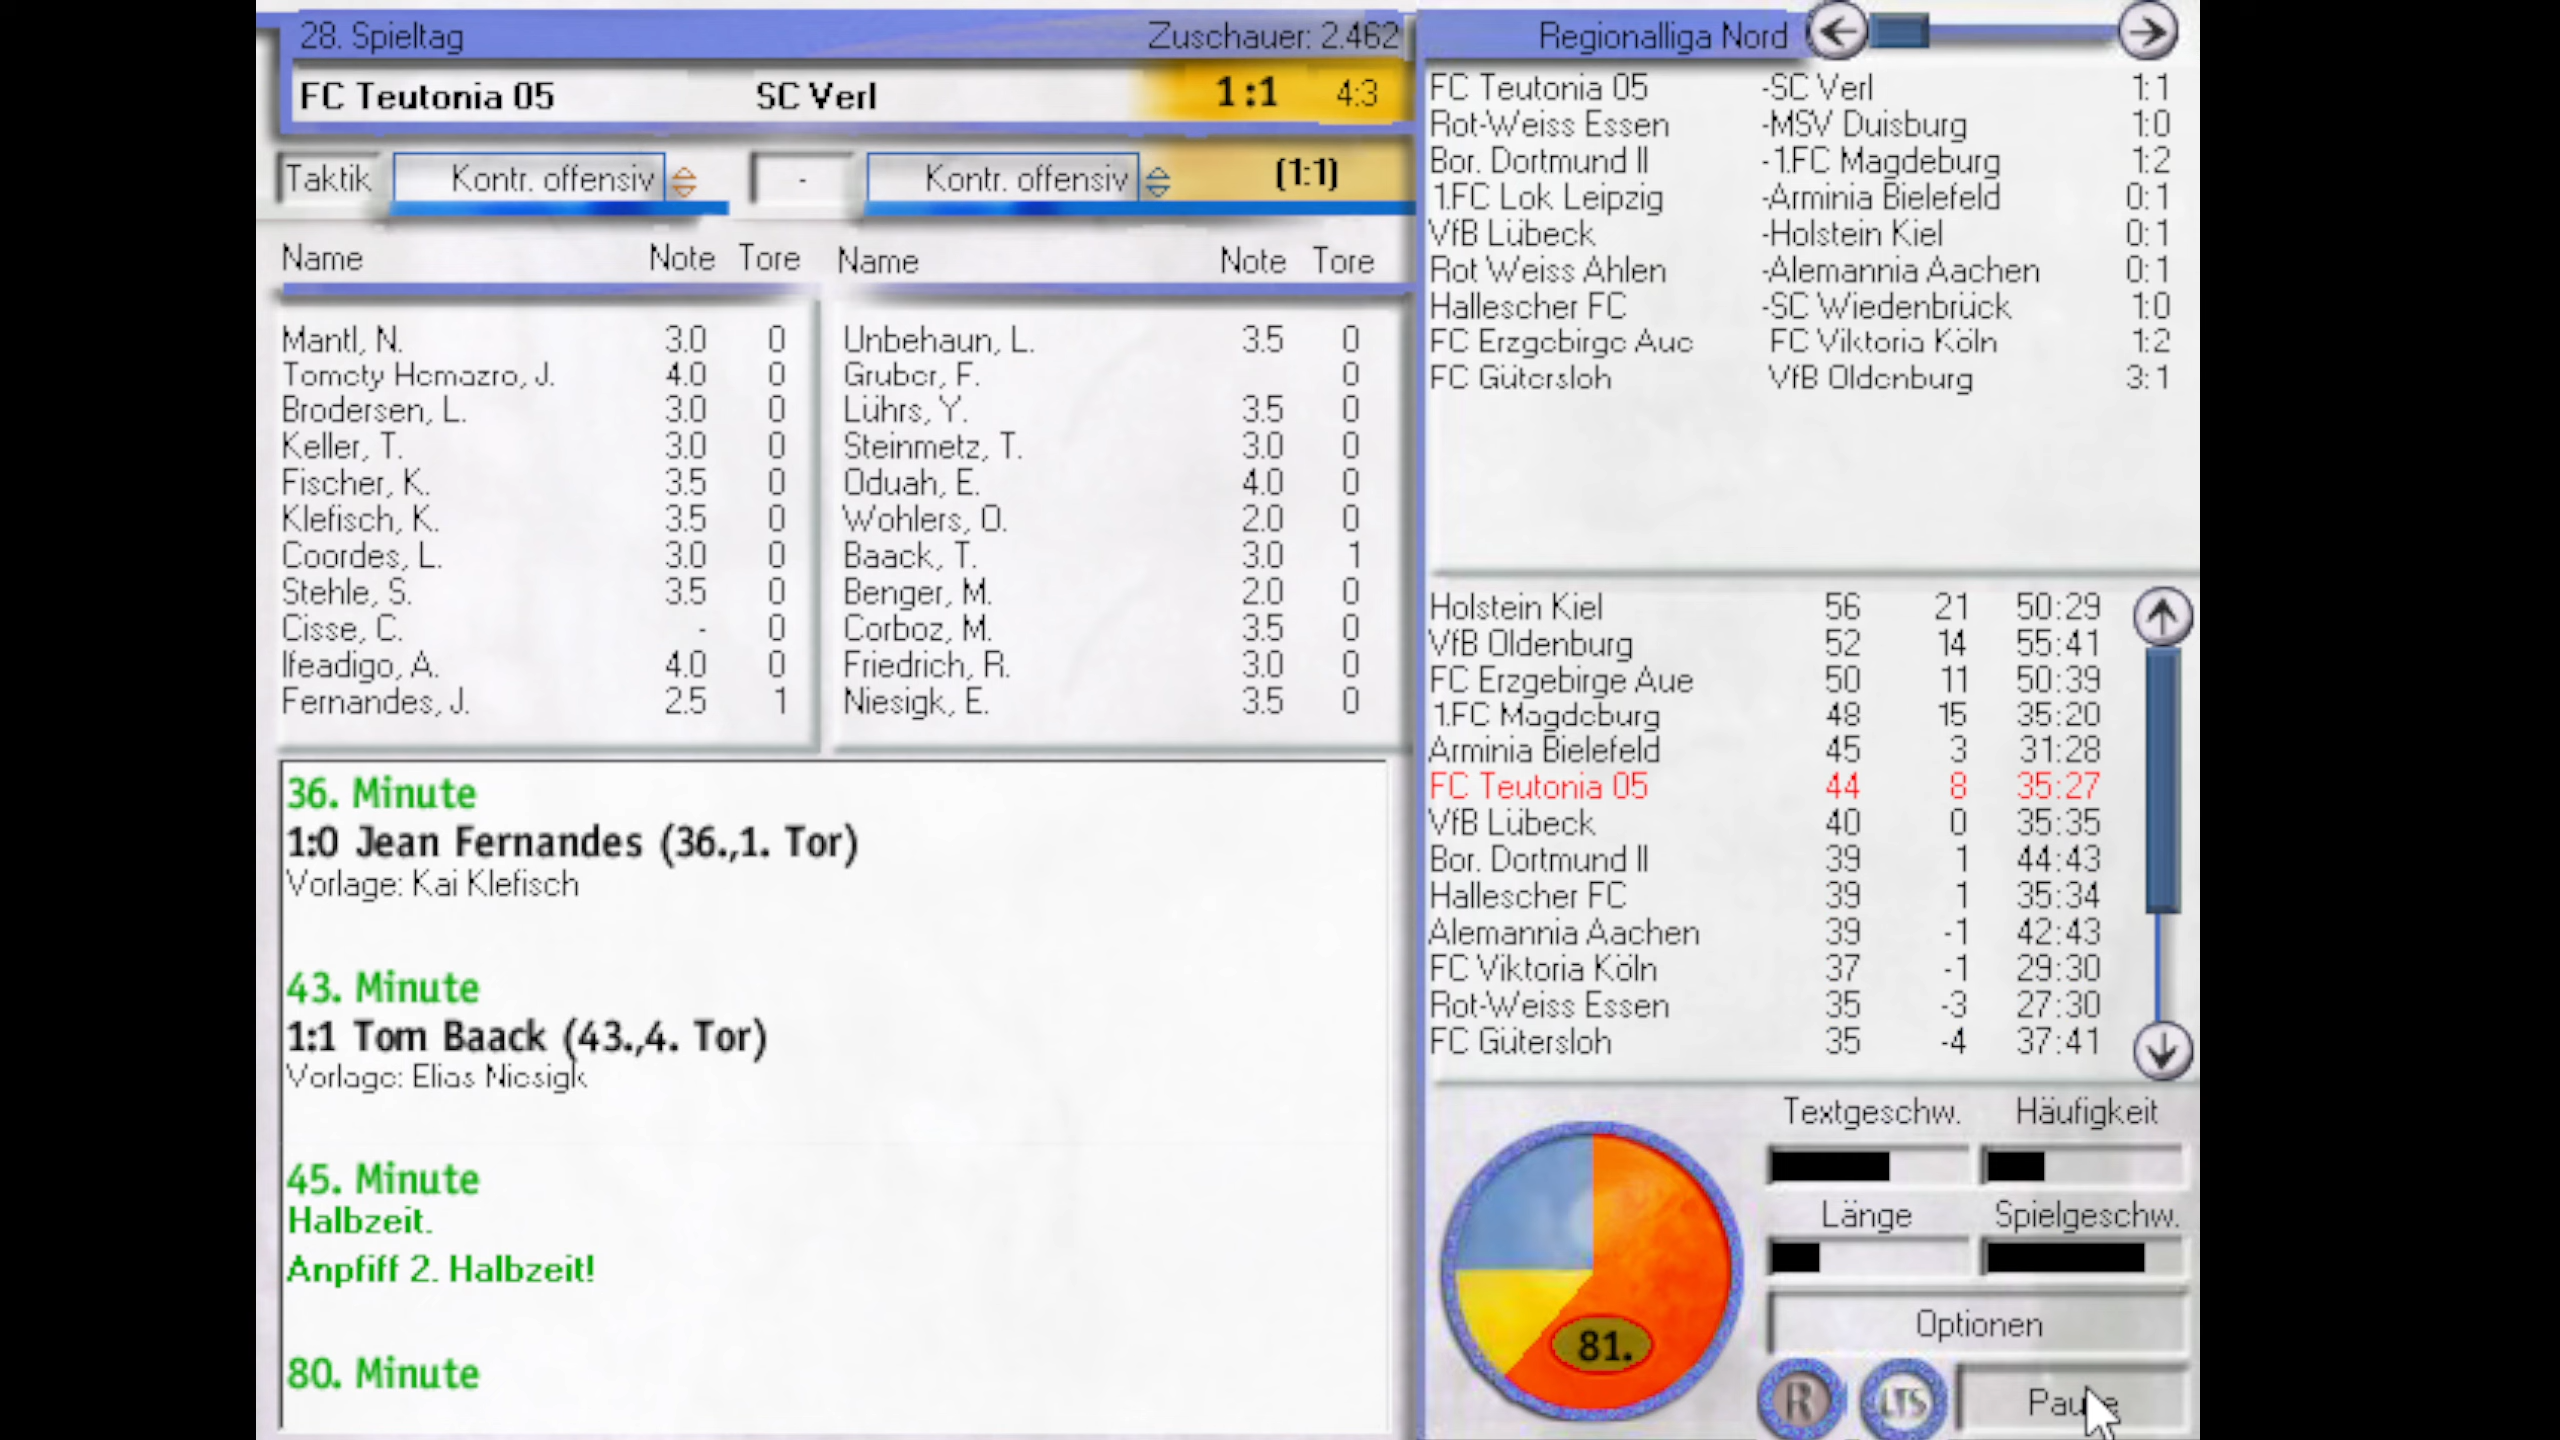 28. Spieltag Zuschauer: 2.462
FC Teutonia 05 SC Verl 1:1 4:3
Taktik Kontr. offensiv - Kontr. offensiv (1:1)
Name Note Tore Name Note Tore
Mantl, N. 3.0 0 Unbehaun, L. 3.5 0
Tomety Hemazro, J. 4.0 0 Gruber, F. 0
Brodersen, L. 3.0 0 Lührs, Y. 3.5 0
Keller, T. 3.0 0 Steinmetz, T. 3.0 0
Fischer, K. 3.5 0 Oduah, E. 4.0 0
Klefisch, K. 3.5 0 Wohlers, O. 2.0 0
Coordes, L. 3.0 0 Baack, T. 3.0 1
Stehle, S. 3.5 0 Benger, M. 2.0 0
Cisse, C. - 0 Corboz, M. 3.5 0
Ifeadigo, A. 4.0 0 Friedrich, R. 3.0 0
Fernandes, J. 2.5 1 Niesigk, E. 3.5 0
36. Minute
1:0 Jean Fernandes (36.,1. Tor)
Vorlage: Kai Klefisch
43. Minute
1:1 Tom Baack (43.,4. Tor)
Vorlage: Elias Niesigk
45. Minute
Halbzeit.
Anpfiff 2. Halbzeit!
80. Minute
Regionalliga Nord
FC Teutonia 05 -SC Verl 1:1
Rot-Weiss Essen -MSV Duisburg 1:0
Bor. Dortmund II -1.FC Magdeburg 1:2
1.FC Lok Leipzig -Arminia Bielefeld 0:1
VfB Lübeck -Holstein Kiel 0:1
Rot Weiss Ahlen -Alemannia Aachen 0:1
Hallescher FC -SC Wiedenbrück 1:0
FC Erzgebirge Aue FC Viktoria Köln 1:2
FC Gütersloh VfB Oldenburg 3:1
Holstein Kiel 56 21 50:29
VfB Oldenburg 52 14 55:41
FC Erzgebirge Aue 50 11 50:39
1.FC Magdeburg 48 15 35:20
Arminia Bielefeld 45 3 31:28
FC Teutonia 05 44 8 35:27
VfB Lübeck 40 0 35:35
Bor. Dortmund II 39 1 44:43
Hallescher FC 39 1 35:34
Alemannia Aachen 39 -1 42:43
FC Viktoria Köln 37 -1 29:30
Rot-Weiss Essen 35 -3 27:30
FC Gütersloh 35 -4 37:41
Textgeschw. Häufigkeit
Länge Spielgeschw.
81.
Optionen
R LTS Pause